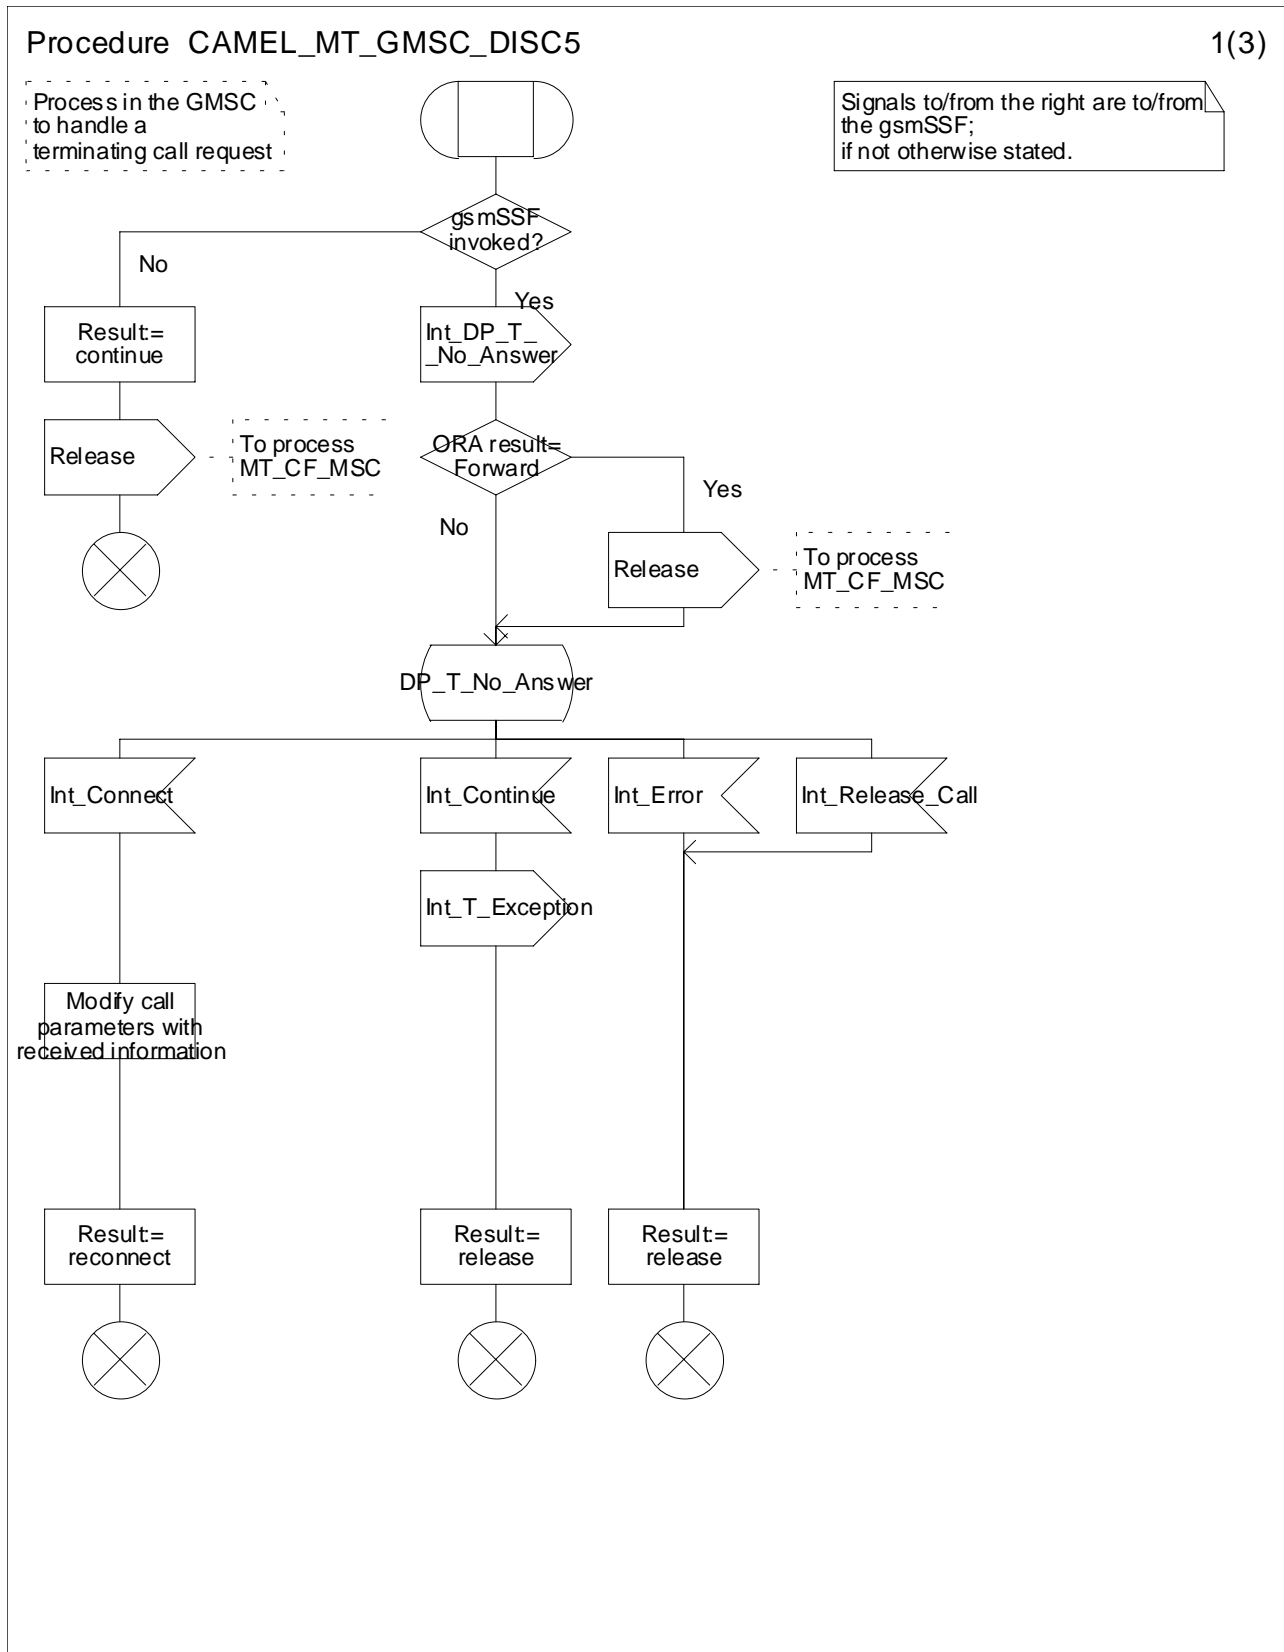 Procedure CAMEL_MT_GMSC_DISC5
1(3)
Process in the GMSC
to handle a
terminating call request
Signals to/from the right are to/from
the gsmSSF;
if not otherwise stated.
gsmSSF
invoked?
No
Yes
Result:=
continue
Int_DP_T_
_No_Answer
Release
To process
MT_CF_MSC
ORA result=
Forward
Yes
No
Release
To process
MT_CF_MSC
DP_T_No_Answer
Int_Connect
Int_Continue
Int_Error
Int_Release_Call
Int_T_Exception
Modify call
parameters with
received information
Result:=
reconnect
Result:=
release
Result:=
release